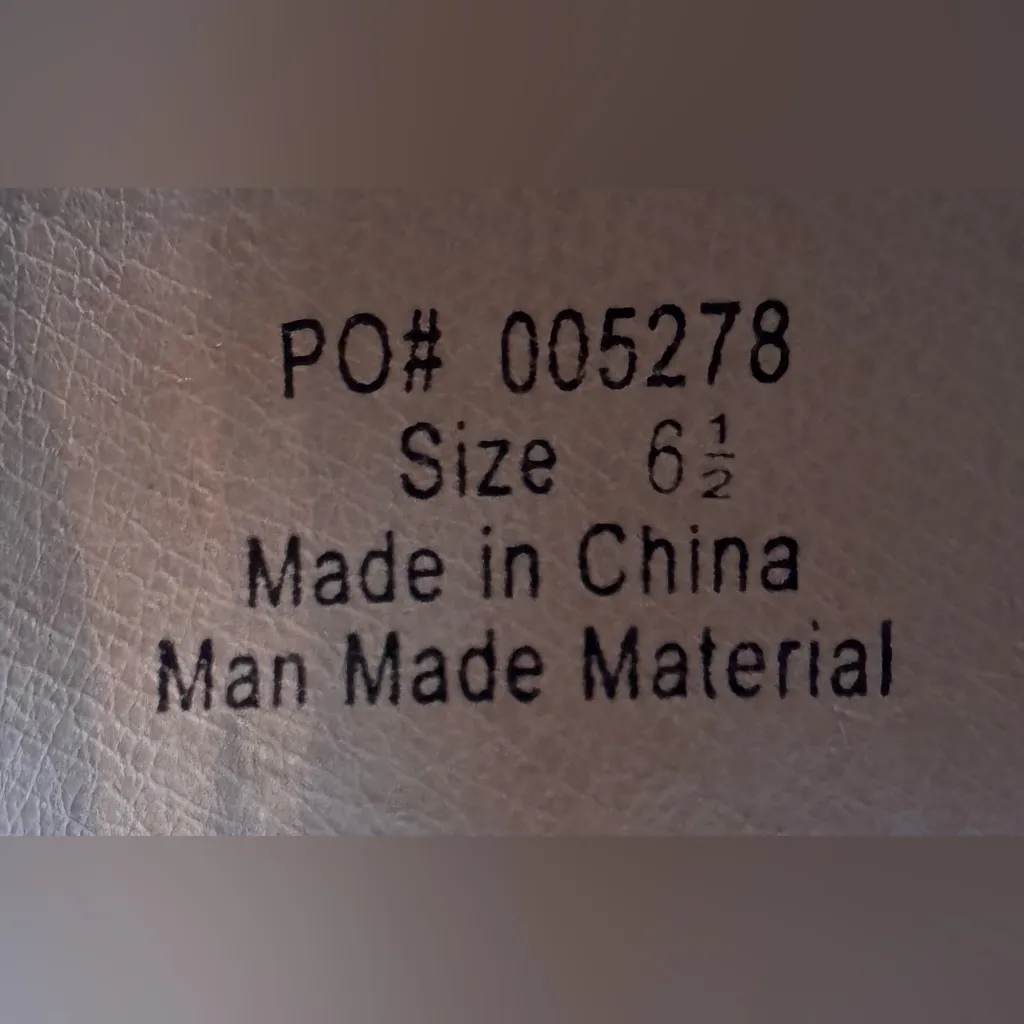 PO# 005278
Size 6½
Made in China
Man Made Material